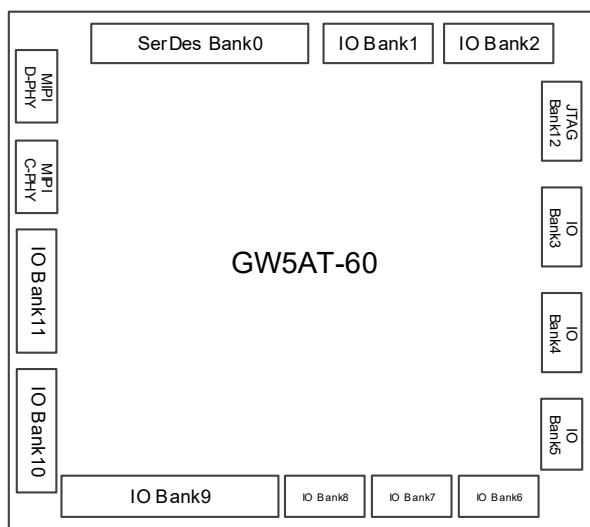 SerDes Bank0
IO Bank1
IO Bank2
MIPI
D-PHY
JTAG
Bank12
MIPI
C-PHY
IO
Bank3
IO Bank11
GW5AT-60
IO
Bank4
IO Bank10
IO
Bank5
IO Bank9
IO Bank8
IO Bank7
IO Bank6